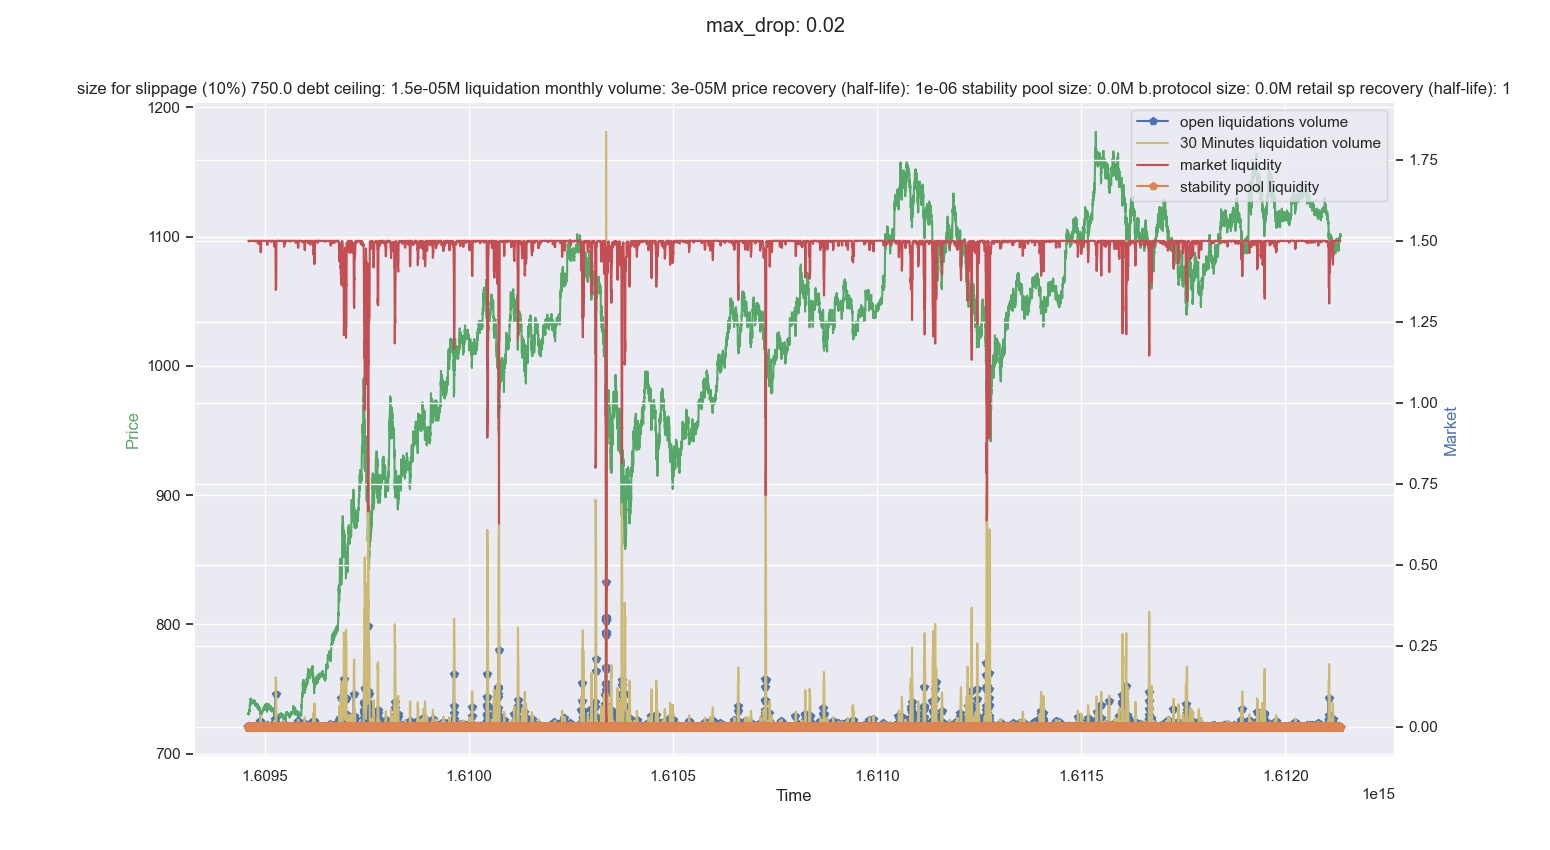 max_drop: 0.02
size for slippage (10%) 750.0 debt ceiling: 1.5e-05M liquidation monthly volume: 3e-05M price recovery (half-life): 1e-06 stability pool size: 0.0M b.protocol size: 0.0M retail sp recovery (half-life): 1
1200
1100
1000
900
800
700
Price
open liquidations volume
30 Minutes liquidation volume
market liquidity
stability pool liquidity
1.75
1.50
1.25
1.00
0.75
0.50
0.25
0.00
Market
1.6095
1.6100
1.6105
1.6110
1.6115
1.6120
Time
1e15